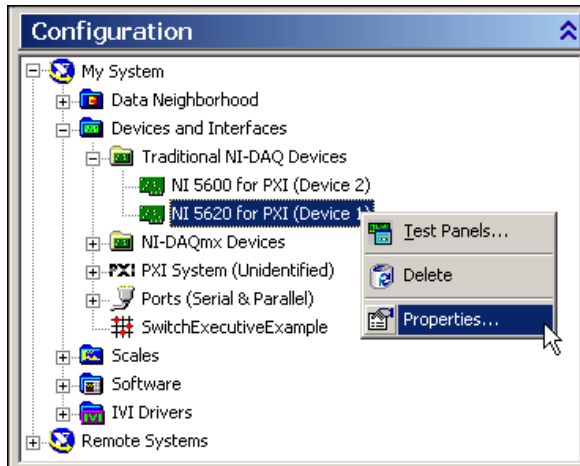 Configuration
My System
Data Neighborhood
Devices and Interfaces
Traditional NI-DAQ Devices
NI 5600 for PXI (Device 2)
NI 5620 for PXI (Device 1)
Test Panels...
NI-DAQmx Devices
Delete
PXI PXI System (Unidentified)
Ports (Serial & Parallel)
Properties...
SwitchExecutiveExample
Scales
Software
IVI IVI Drivers
Remote Systems